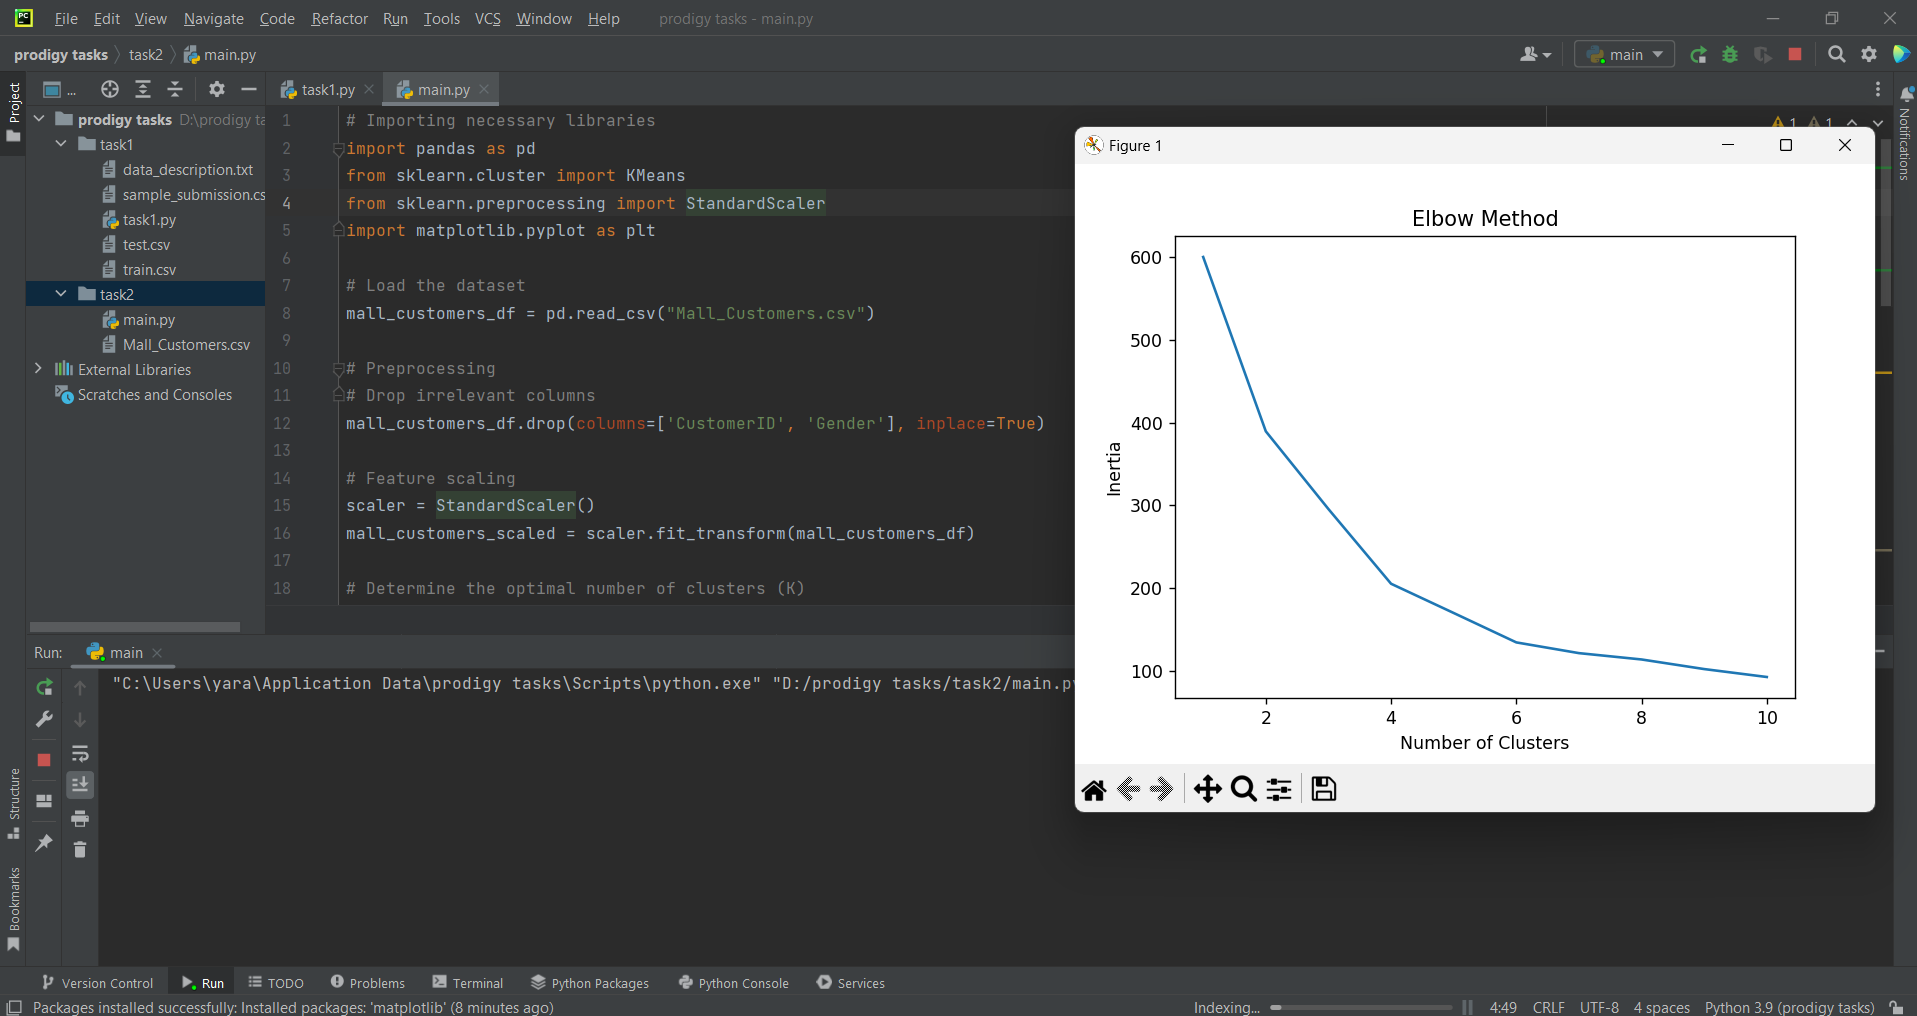 PC
File Edit View Navigate Code Refactor Run Tools VCS Window Help prodigy tasks - main.py
prodigy tasks task2 main.py
main
Project
...
task1.py main.py
Notifications
prodigy tasks D:\prodigy ta
task1
data_description.txt
sample_submission.cs
task1.py
test.csv
train.csv
task2
main.py
Mall_Customers.csv
External Libraries
Scratches and Consoles
1 # Importing necessary libraries
2 import pandas as pd
3 from sklearn.cluster import KMeans
4 from sklearn.preprocessing import StandardScaler
5 import matplotlib.pyplot as plt
6
7 # Load the dataset
8 mall_customers_df = pd.read_csv("Mall_Customers.csv")
9
10 # Preprocessing
11 # Drop irrelevant columns
12 mall_customers_df.drop(columns=['CustomerID', 'Gender'], inplace=True)
13
14 # Feature scaling
15 scaler = StandardScaler()
16 mall_customers_scaled = scaler.fit_transform(mall_customers_df)
17
18 # Determine the optimal number of clusters (K)
1 1
Figure 1
Elbow Method
600
500
400
300
200
100
Inertia
2 4 6 8 10
Number of Clusters
Run: main
"C:\Users\yara\Application Data\prodigy tasks\Scripts\python.exe" "D:/prodigy tasks/task2/main.py
Structure
Bookmarks
Version Control Run TODO Problems Terminal Python Packages Python Console Services
Packages installed successfully: Installed packages: 'matplotlib' (8 minutes ago)
Indexing... 4:49 CRLF UTF-8 4 spaces Python 3.9 (prodigy tasks)